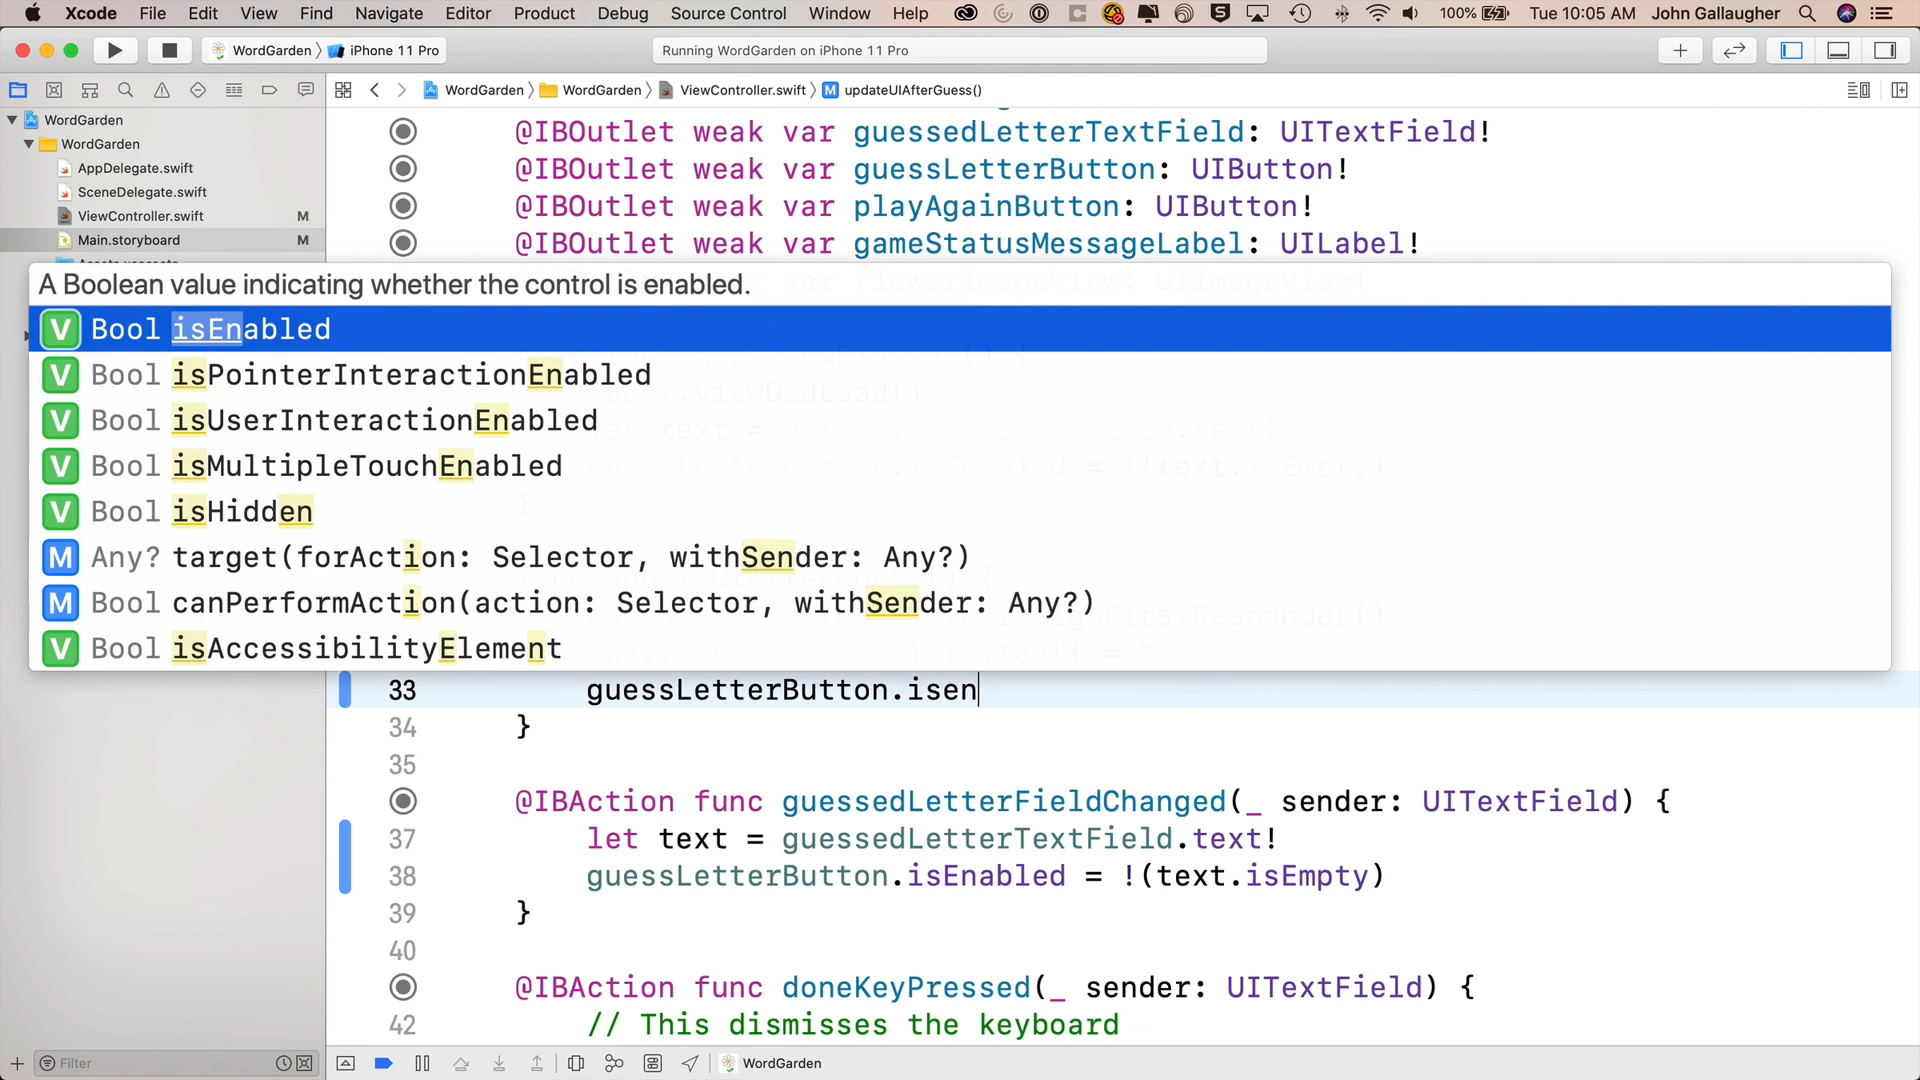 Xcode File Edit View Find Navigate Editor Product Debug Source Control Window Help 100% Tue 10:05 AM John Gallaugher
WordGarden iPhone 11 Pro Running WordGarden on iPhone 11 Pro
WordGarden WordGarden ViewController.swift M updateUIAfterGuess()
WordGarden
WordGarden
AppDelegate.swift
SceneDelegate.swift
ViewController.swift M
Main.storyboard M
@IBOutlet weak var guessedLetterTextField: UITextField!
@IBOutlet weak var guessLetterButton: UIButton!
@IBOutlet weak var playAgainButton: UIButton!
@IBOutlet weak var gameStatusMessageLabel: UILabel!
A Boolean value indicating whether the control is enabled.
V Bool isEnabled
V Bool isPointerInteractionEnabled
V Bool isUserInteractionEnabled
V Bool isMultipleTouchEnabled
V Bool isHidden
M Any? target(forAction: Selector, withSender: Any?)
M Bool canPerformAction(action: Selector, withSender: Any?)
V Bool isAccessibilityElement
33 guessLetterButton.isen
34 }
35
@IBAction func guessedLetterFieldChanged(_ sender: UITextField) {
37 let text = guessedLetterTextField.text!
38 guessLetterButton.isEnabled = !(text.isEmpty)
39 }
40
@IBAction func doneKeyPressed(_ sender: UITextField) {
42 // This dismisses the keyboard
Filter WordGarden